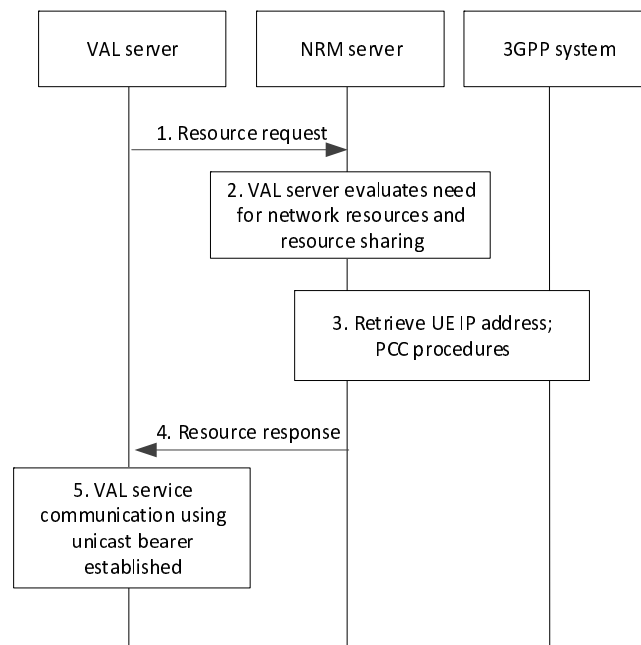 VAL server
NRM server
3GPP system
1. Resource request
2. VAL server evaluates need
for network resources and
resource sharing
3. Retrieve UE IP address;
PCC procedures
4. Resource response
5. VAL service
communication using
unicast bearer
established